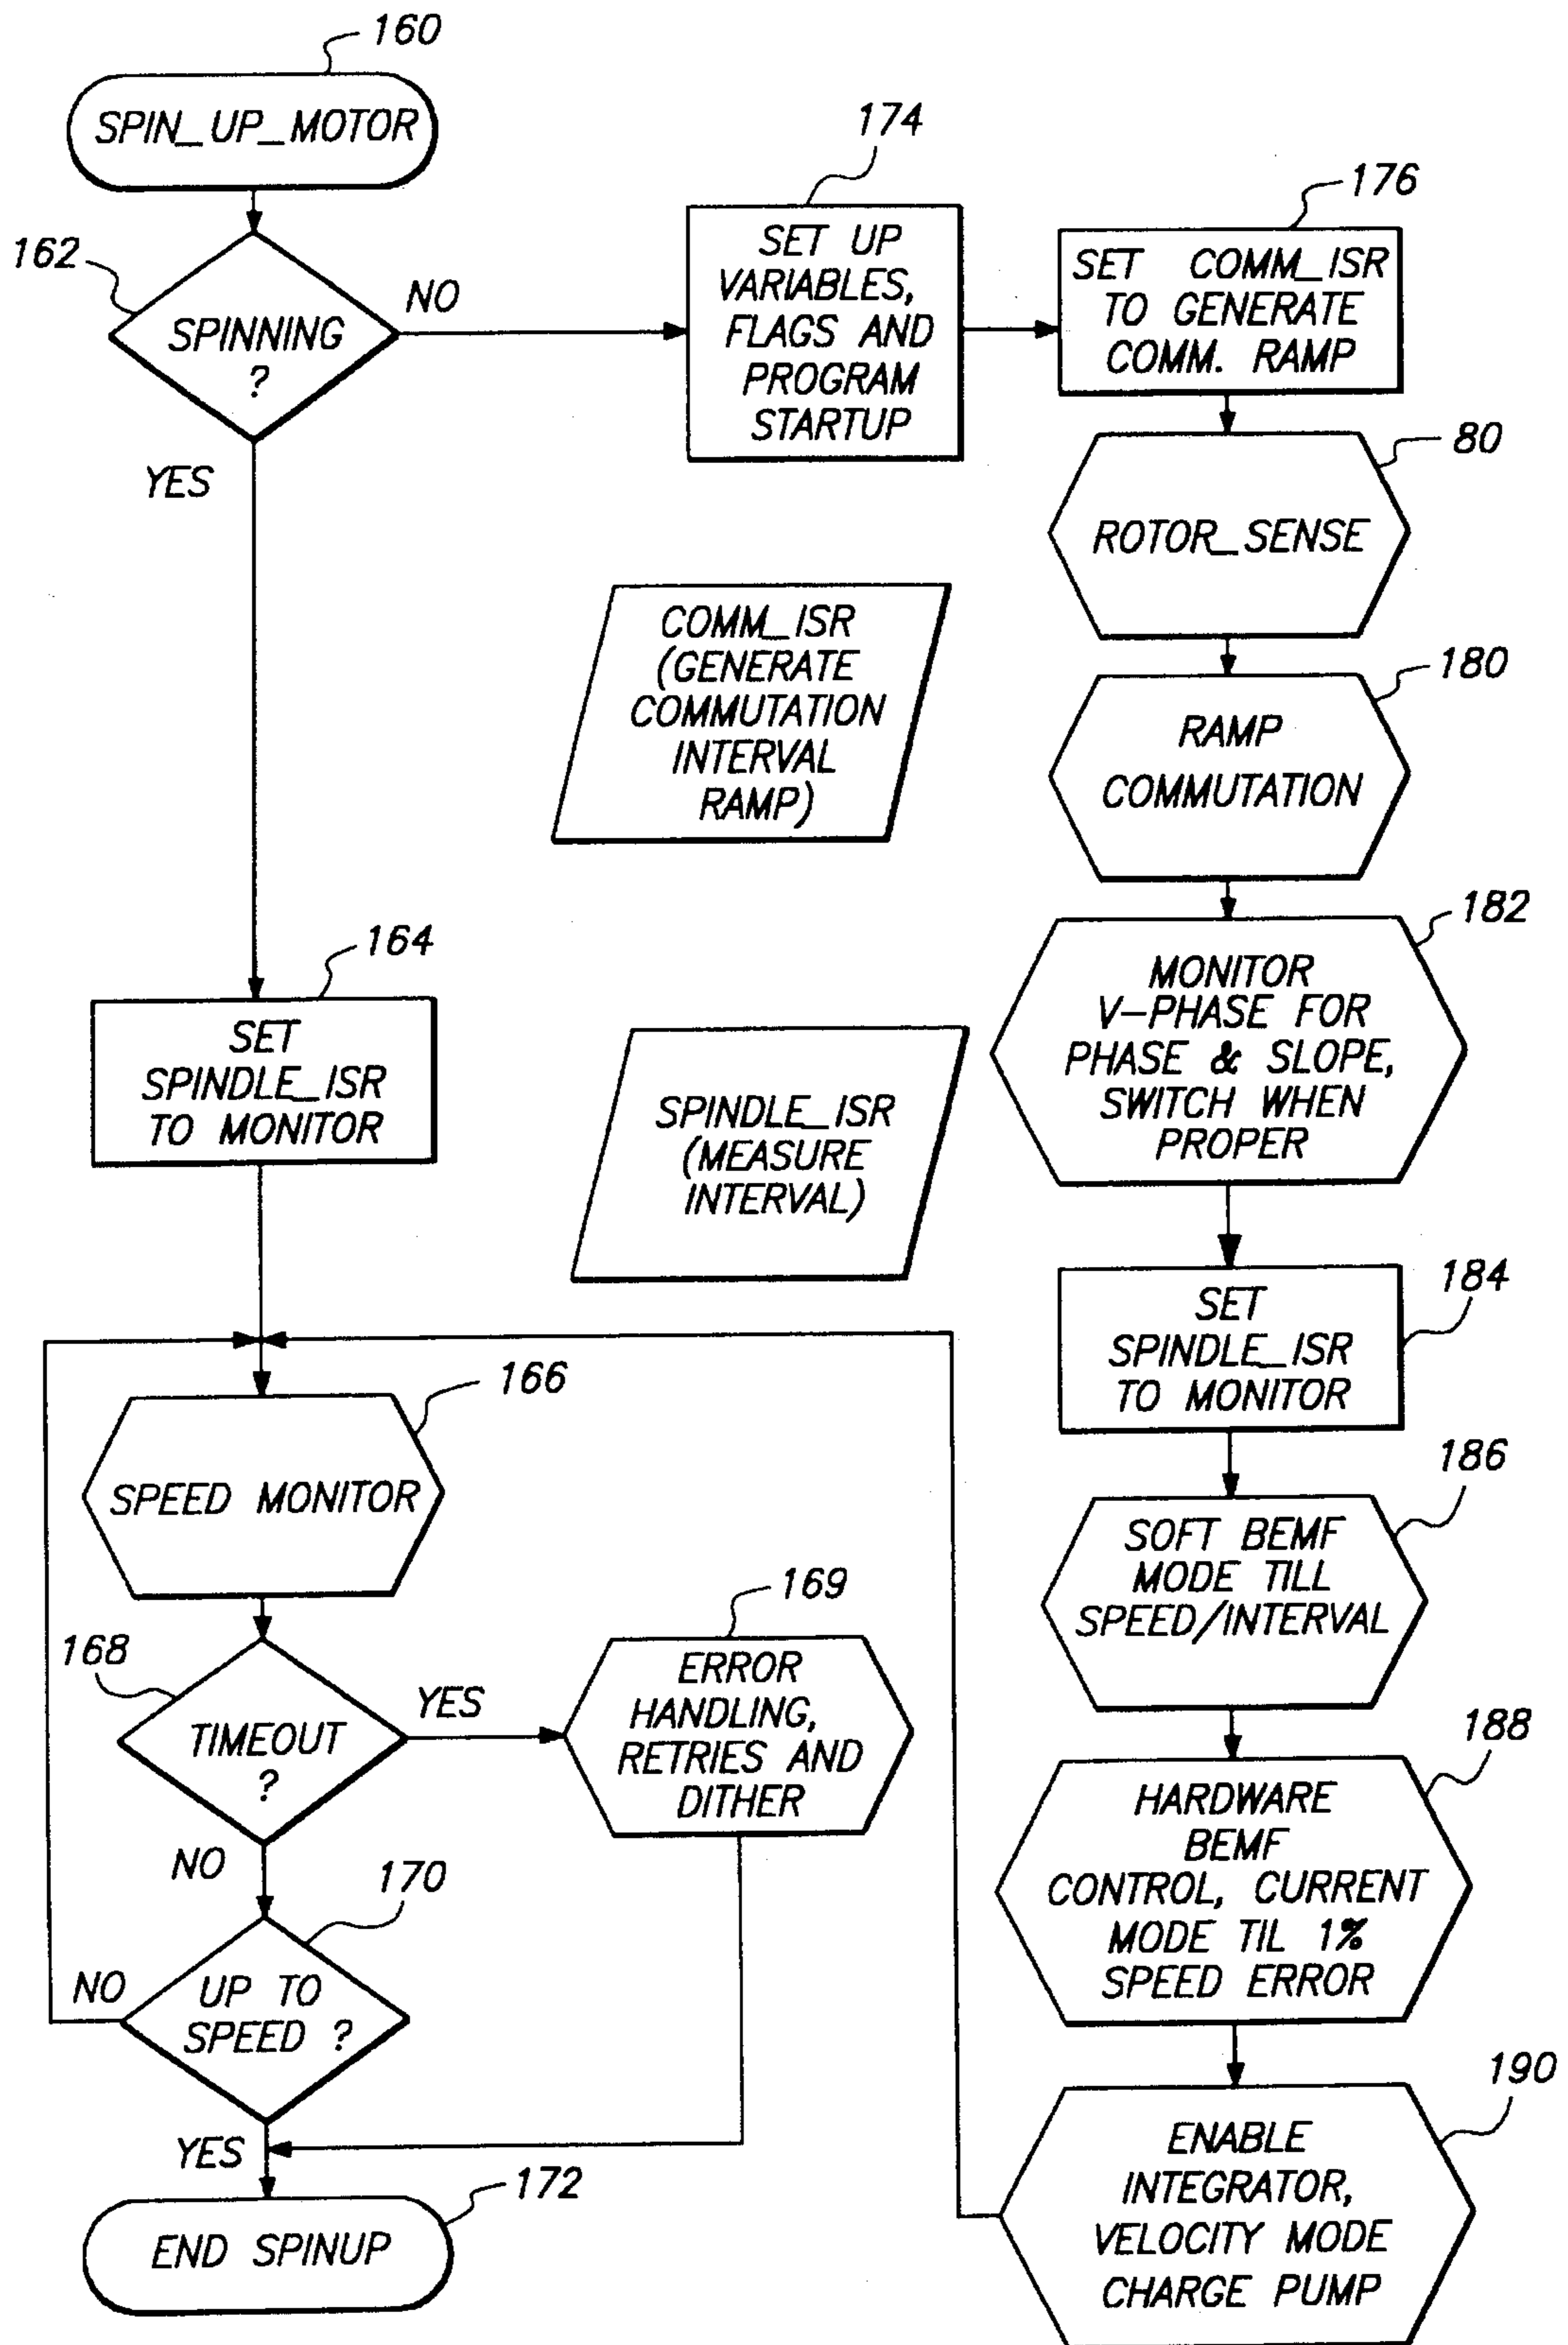 160
SPIN_UP_MOTOR
162
SPINNING
?
NO
YES
174
SET UP
VARIABLES,
FLAGS AND
PROGRAM
STARTUP
176
SET COMM_ISR
TO GENERATE
COMM. RAMP
80
ROTOR_SENSE
COMM_ISR
(GENERATE
COMMUTATION
INTERVAL
RAMP)
180
RAMP
COMMUTATION
182
MONITOR
V-PHASE FOR
PHASE & SLOPE,
SWITCH WHEN
PROPER
164
SET
SPINDLE_ISR
TO MONITOR
SPINDLE_ISR
(MEASURE
INTERVAL)
184
SET
SPINDLE_ISR
TO MONITOR
166
SPEED MONITOR
186
SOFT BEMF
MODE TILL
SPEED/INTERVAL
168
TIMEOUT
?
YES
169
ERROR
HANDLING,
RETRIES AND
DITHER
NO
188
HARDWARE
BEMF
CONTROL, CURRENT
MODE TIL 1%
SPEED ERROR
170
UP TO
SPEED ?
NO
YES
190
ENABLE
INTEGRATOR,
VELOCITY MODE
CHARGE PUMP
172
END SPINUP